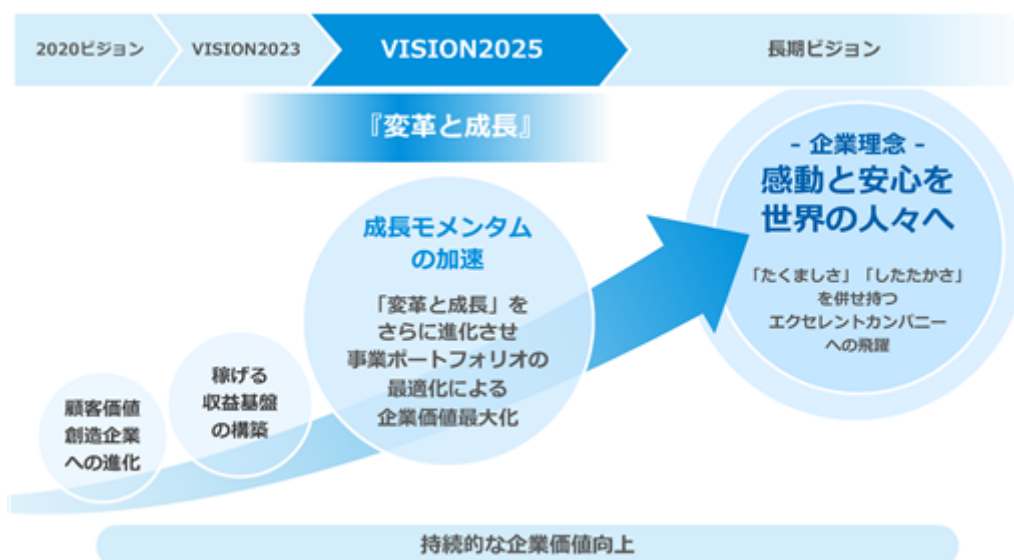 2020ビジョン
VISION2023
VISION2025
長期ビジョン
『変革と成長』
- 企業理念 -
感動と安心を
世界の人々へ
「たくましさ」「したたかさ」
を併せ持つ
エクセレントカンパニー
への飛躍
成長モメンタム
の加速
「変革と成長」を
さらに進化させ
事業ポートフォリオの
最適化による
企業価値最大化
稼げる
収益基盤
の構築
顧客価値
創造企業
への進化
持続的な企業価値向上